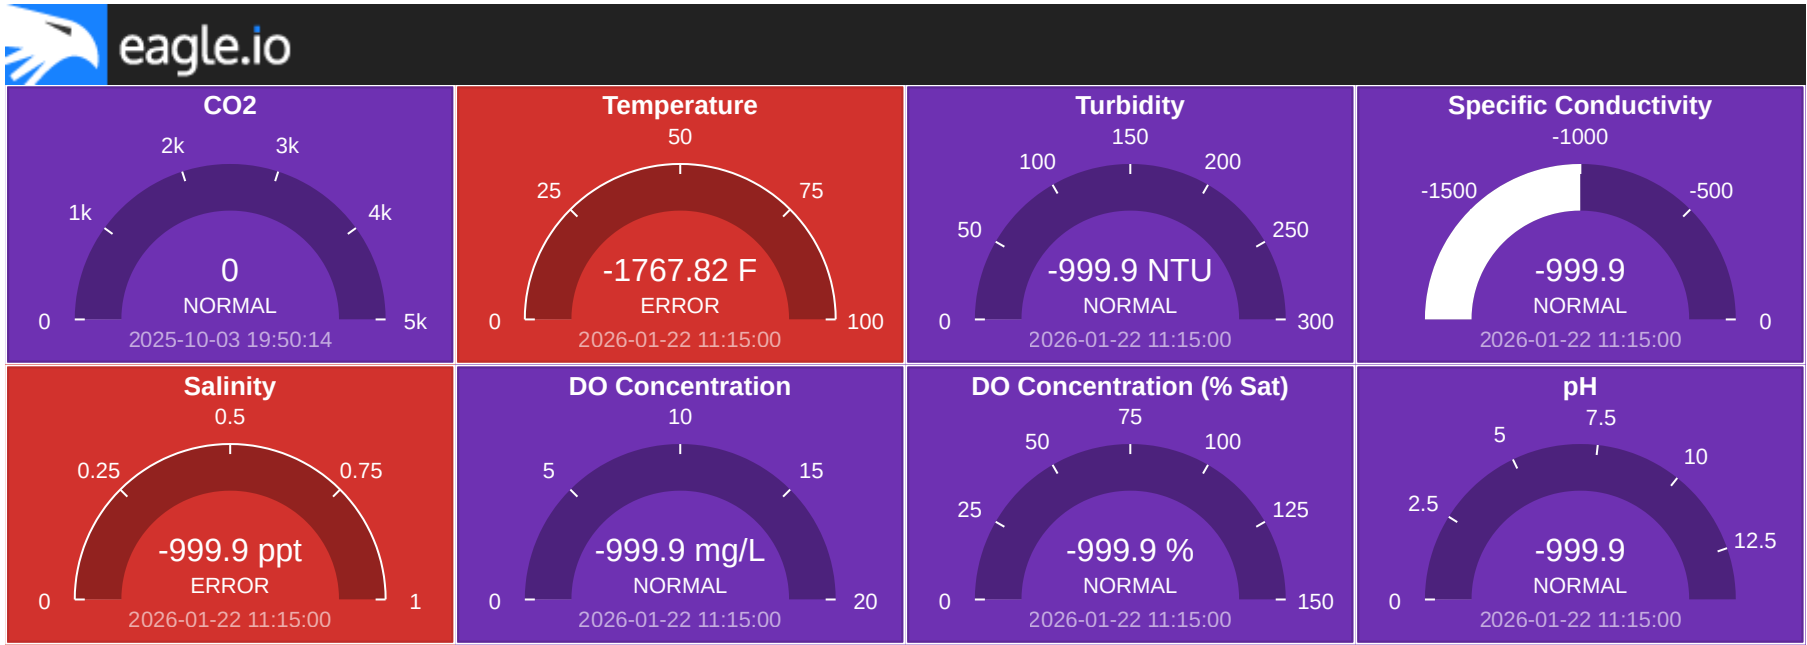 eagle.io
CO2
2k
3k
1k
4k
0
NORMAL
0
5k
2025-10-03 19:50:14
Temperature
50
25
75
-1767.82 F
ERROR
0
100
2026-01-22 11:15:00
Turbidity
150
100
200
50
250
-999.9 NTU
NORMAL
0
300
2026-01-22 11:15:00
Specific Conductivity
-1000
-1500
-500
-999.9
NORMAL
0
2026-01-22 11:15:00
Salinity
0.5
0.25
0.75
-999.9 ppt
ERROR
0
1
2026-01-22 11:15:00
DO Concentration
10
5
15
-999.9 mg/L
NORMAL
0
20
2026-01-22 11:15:00
DO Concentration (% Sat)
75
50
100
25
125
-999.9 %
NORMAL
0
150
2026-01-22 11:15:00
pH
7.5
5
10
2.5
12.5
-999.9
NORMAL
0
2026-01-22 11:15:00